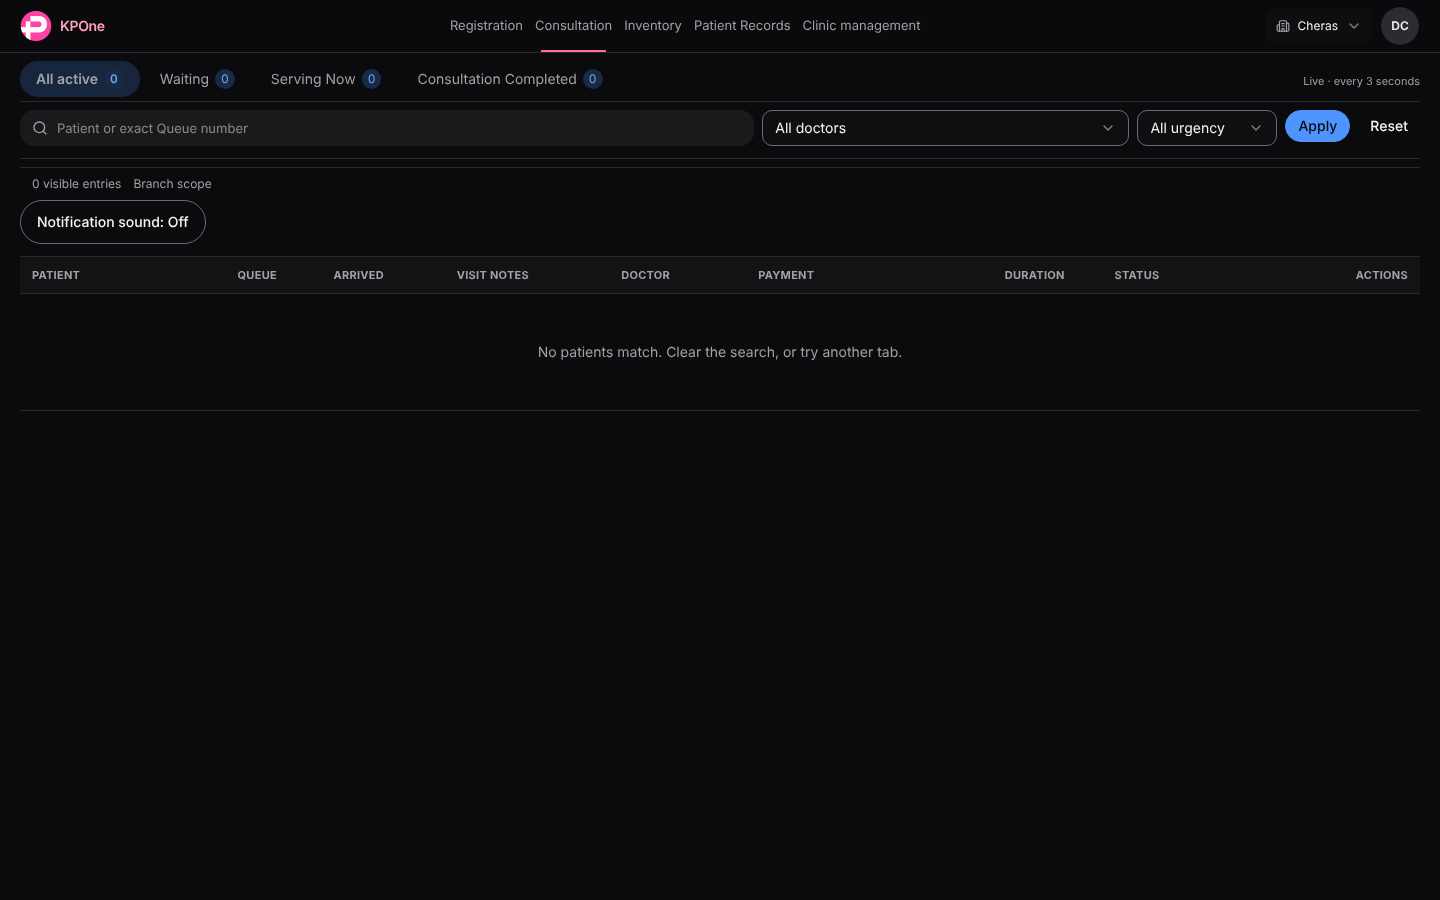 KPOne
Registration Consultation Inventory Patient Records Clinic management
Cheras
DC
All active 0 Waiting 0 Serving Now 0 Consultation Completed 0
Live · every 3 seconds
Patient or exact Queue number
All doctors
All urgency
Apply
Reset
0 visible entries Branch scope
Notification sound: Off
PATIENT QUEUE ARRIVED VISIT NOTES DOCTOR PAYMENT DURATION STATUS ACTIONS
No patients match. Clear the search, or try another tab.